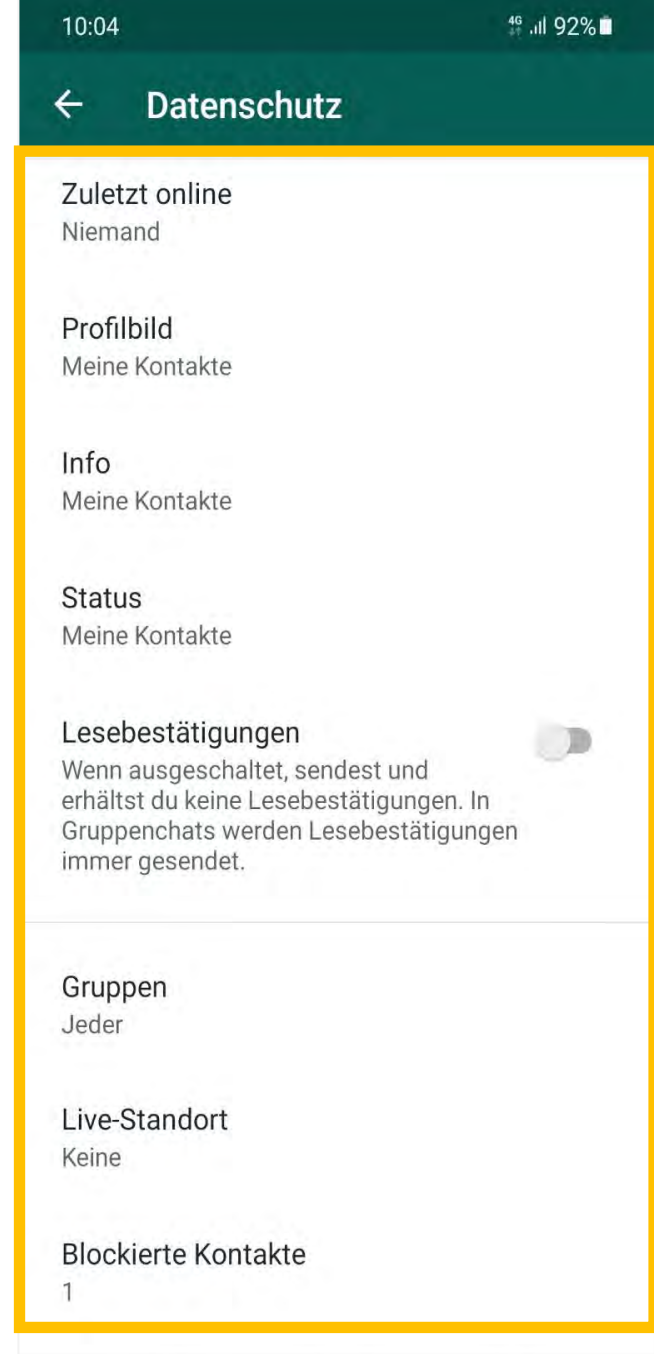 10:04 4G 92%
Datenschutz
Zuletzt online
Niemand
Profilbild
Meine Kontakte
Info
Meine Kontakte
Status
Meine Kontakte
Lesebestätigungen
Wenn ausgeschaltet, sendest und
erhältst du keine Lesebestätigungen. In
Gruppenchats werden Lesebestätigungen
immer gesendet.
Gruppen
Jeder
Live-Standort
Keine
Blockierte Kontakte
1